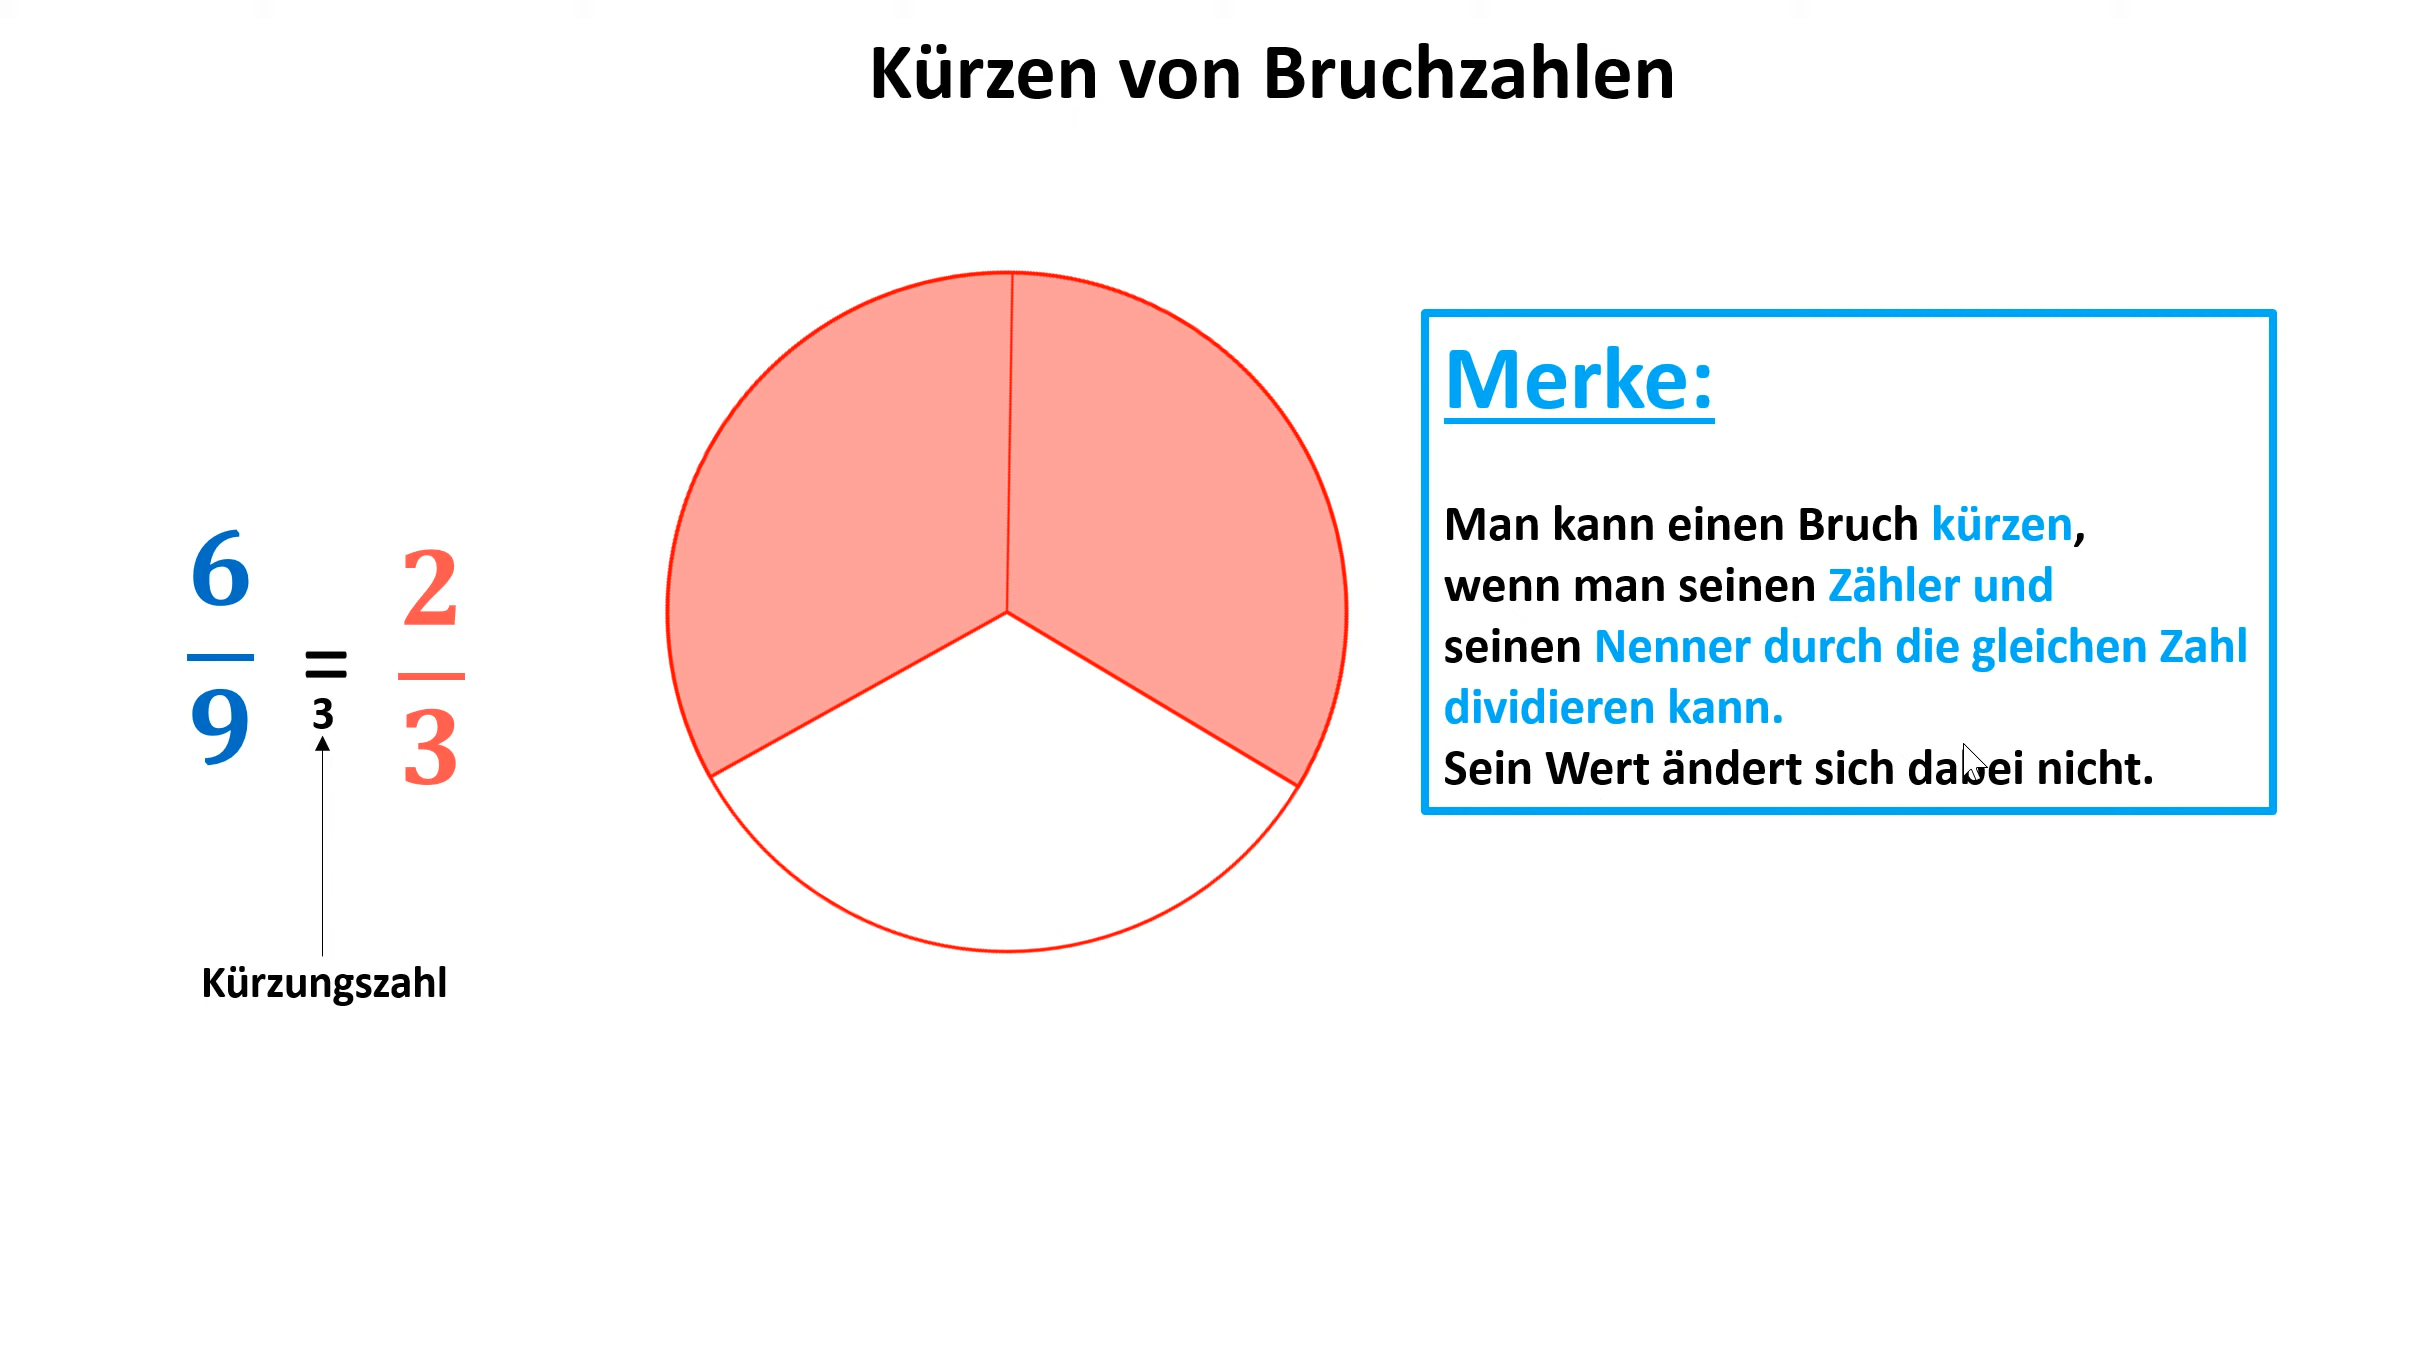 Kürzen von Bruchzahlen
6
9
=
3
2
3
Kürzungszahl
Merke:
Man kann einen Bruch kürzen,
wenn man seinen Zähler und
seinen Nenner durch die gleichen Zahl
dividieren kann.
Sein Wert ändert sich dabei nicht.